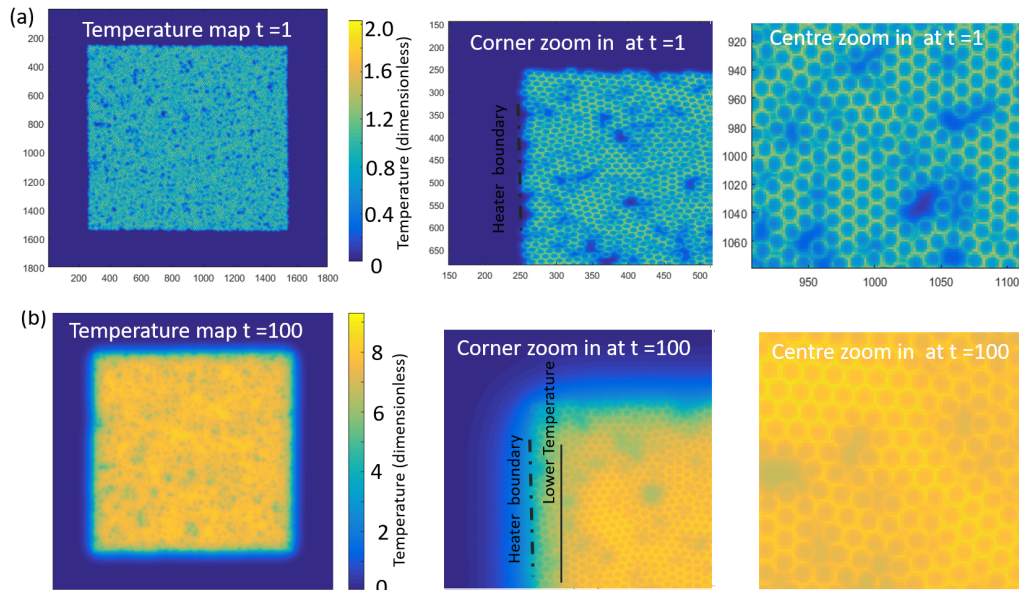 (a)
Temperature map t =1
200
400
600
800
1000
1200
1400
1600
1800
200 400 600 800 1000 1200 1400 1600 1800
2.0
1.6
1.2
0.8
0.4
0
Temperature (dimensionless)
Corner zoom in at t =1
150
200
250
300
350
400
450
500
550
600
650
150 200 250 300 350 400 450 500
Heater boundary
Centre zoom in at t =1
920
940
960
980
1000
1020
1040
1060
950 1000 1050 1100
(b)
Temperature map t =100
8
6
4
2
0
Temperature (dimensionless)
Corner zoom in at t =100
Heater boundary
Lower Temperature
Centre zoom in at t =100